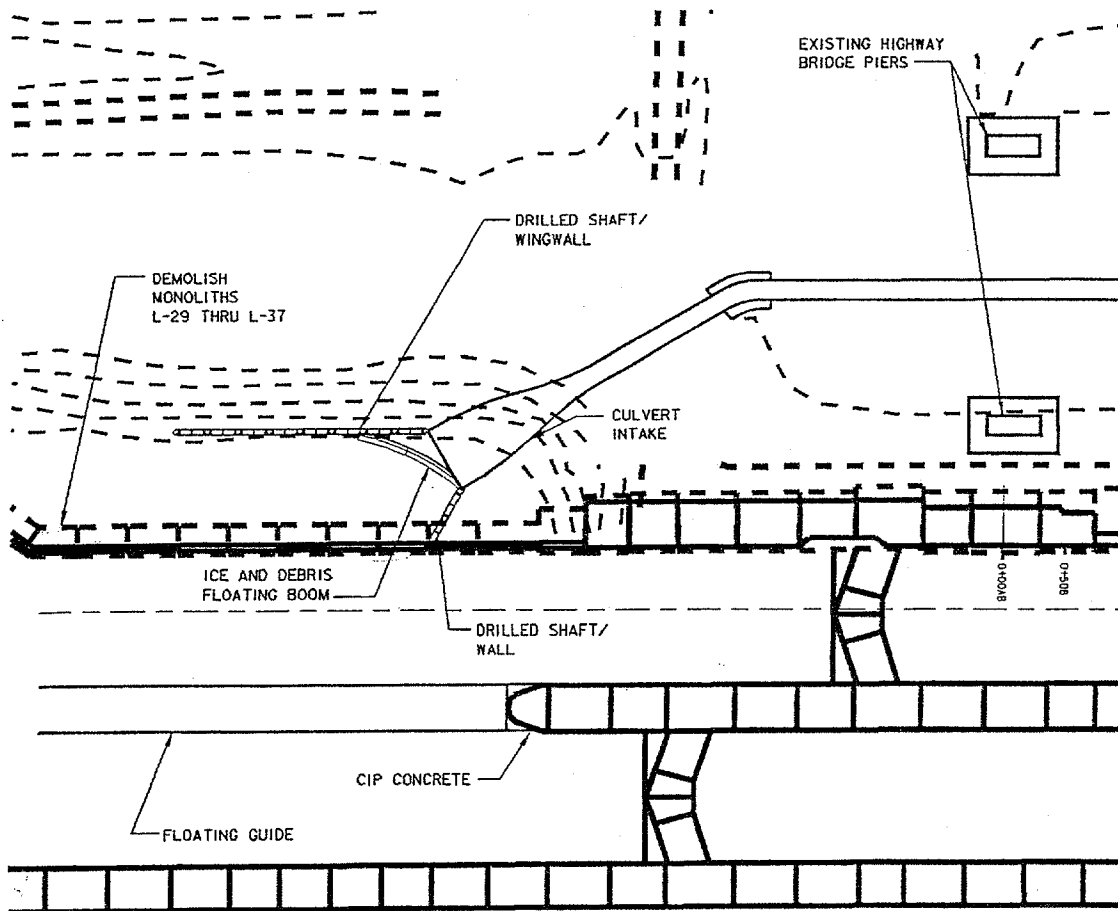 EXISTING HIGHWAY
BRIDGE PIERS
DRILLED SHAFT/
WINGWALL
DEMOLISH
MONOLITHS
L-29 THRU L-37
CULVERT
INTAKE
ICE AND DEBRIS
FLOATING BOOM
0+00AB
0+50B
DRILLED SHAFT/
WALL
CIP CONCRETE
FLOATING GUIDE